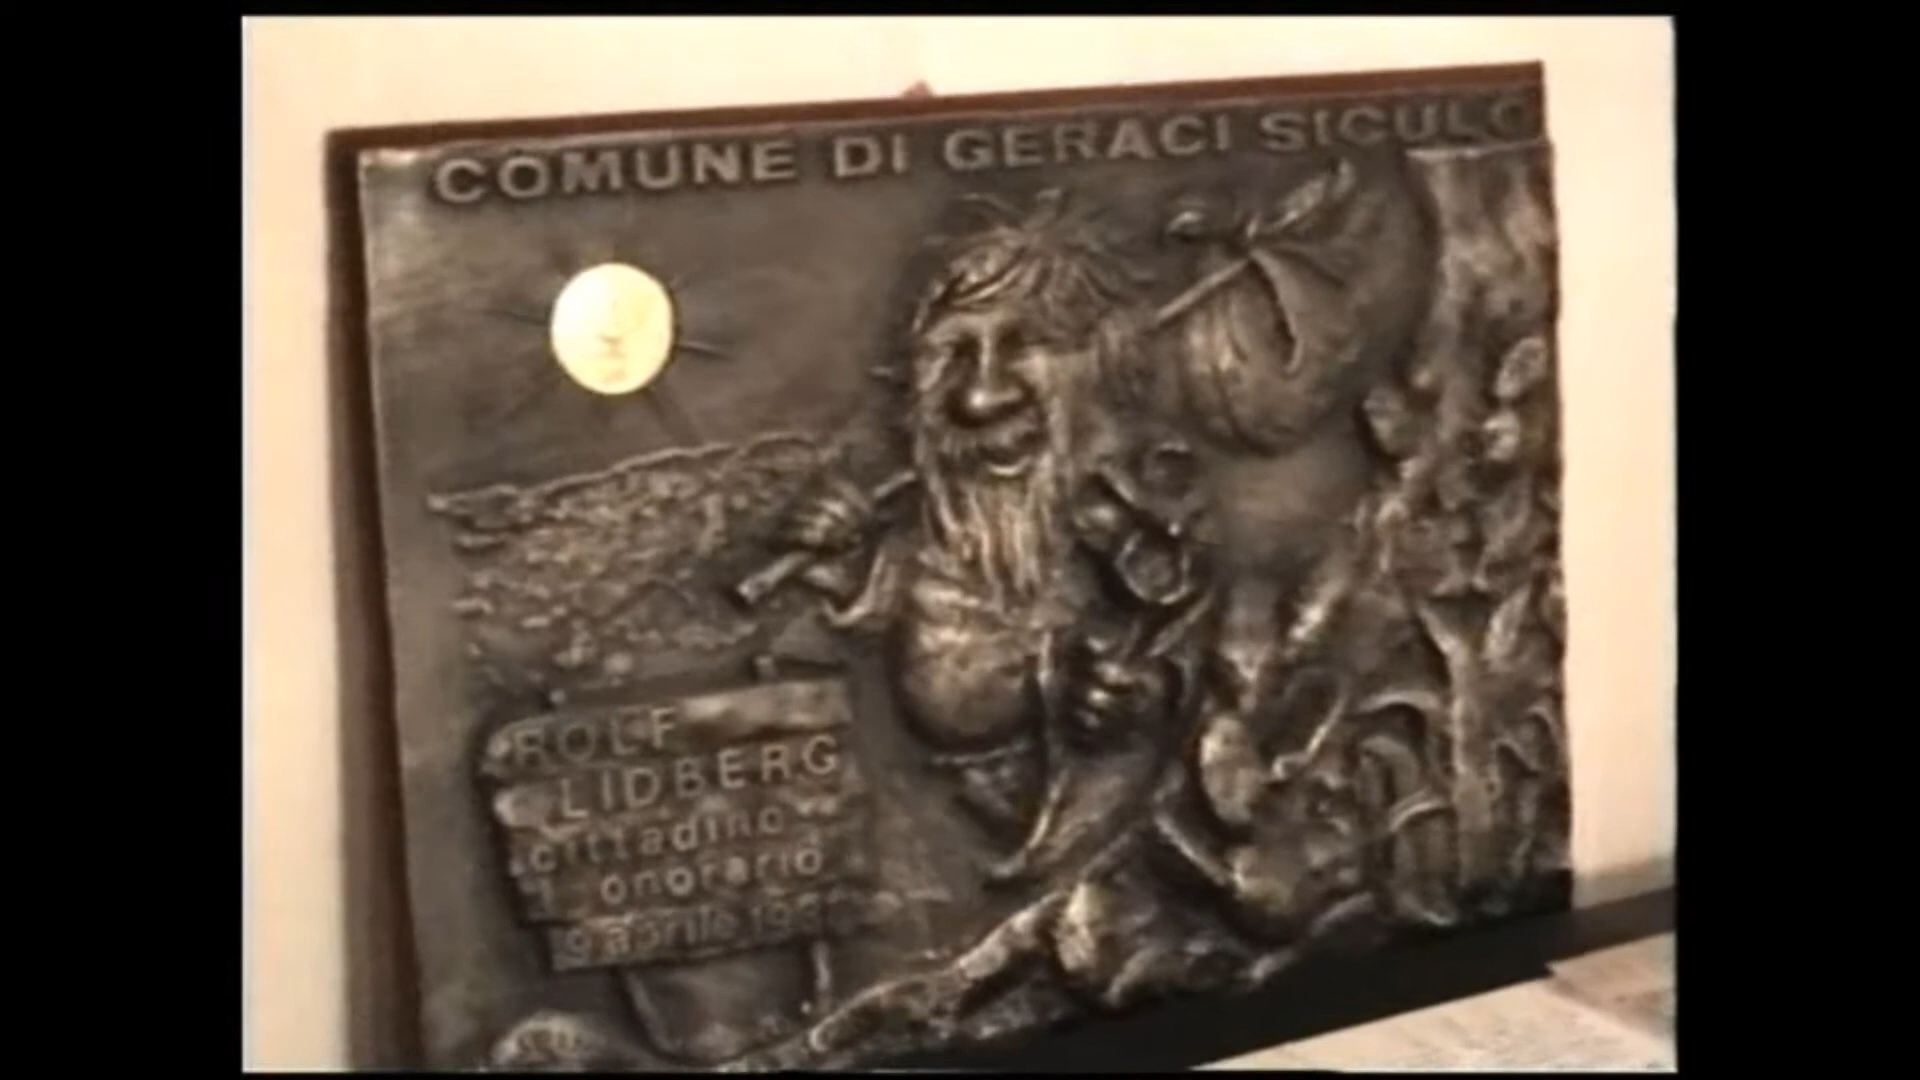 COMUNE DI GERACI SICULO
ROLF
LIDBERG
cittadino
onorario
9 aprile